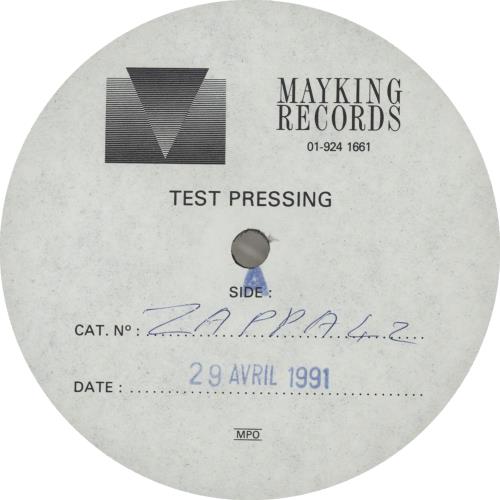 MAYKING
RECORDS
01-924 1661
TEST PRESSING
A
SIDE :
CAT. Nº : ZAPPA 42
DATE : 29 AVRIL 1991
MPO